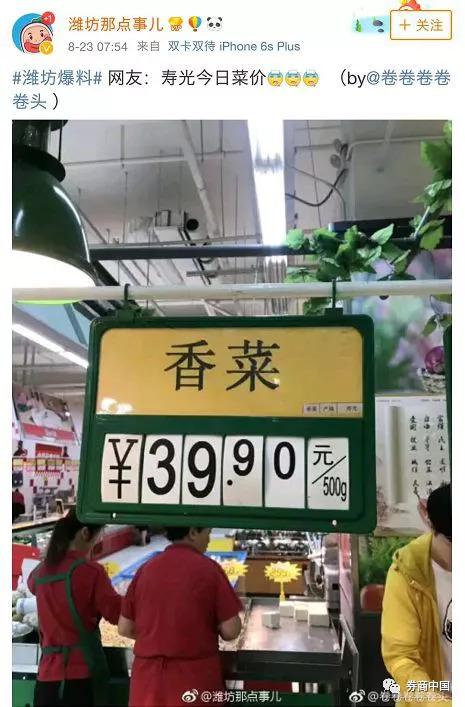 潍坊那点事儿
+ 关注
8-23 07:54 来自 双卡双待 iPhone 6s Plus
#潍坊爆料# 网友：寿光今日菜价 （by@卷卷卷卷
卷头 ）
香菜
¥39.90 元/500g
@潍坊那点事儿
券商中国